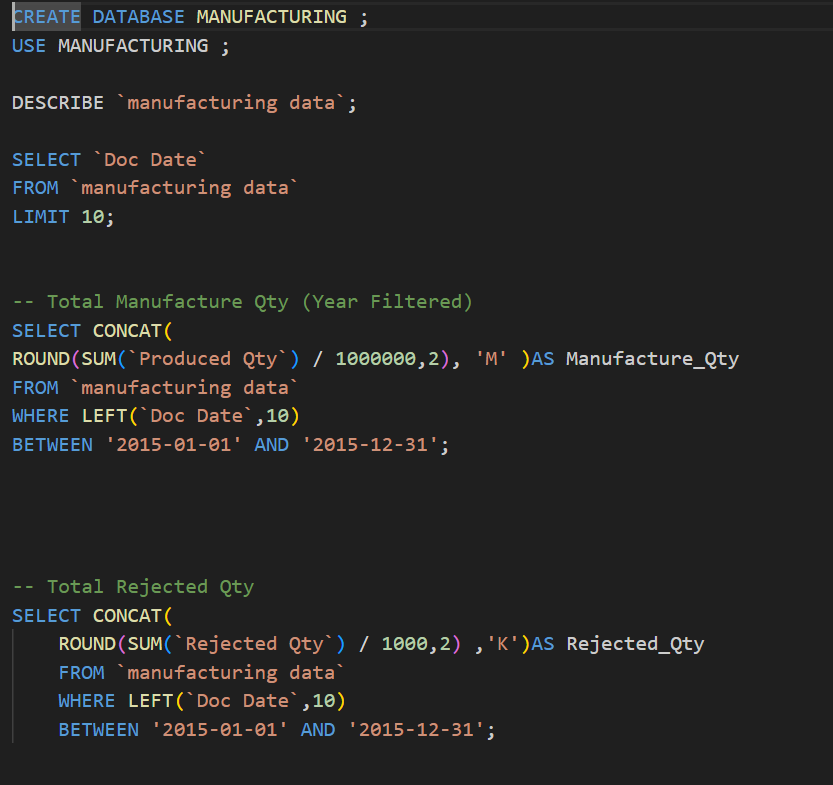 CREATE DATABASE MANUFACTURING ;
USE MANUFACTURING ;
DESCRIBE `manufacturing data`;
SELECT `Doc Date`
FROM `manufacturing data`
LIMIT 10;
-- Total Manufacture Qty (Year Filtered)
SELECT CONCAT(
ROUND(SUM(`Produced Qty`) / 1000000,2), 'M' )AS Manufacture_Qty
FROM `manufacturing data`
WHERE LEFT(`Doc Date`,10)
BETWEEN '2015-01-01' AND '2015-12-31';
-- Total Rejected Qty
SELECT CONCAT(
    ROUND(SUM(`Rejected Qty`) / 1000,2) ,'K')AS Rejected_Qty
    FROM `manufacturing data`
    WHERE LEFT(`Doc Date`,10)
    BETWEEN '2015-01-01' AND '2015-12-31';